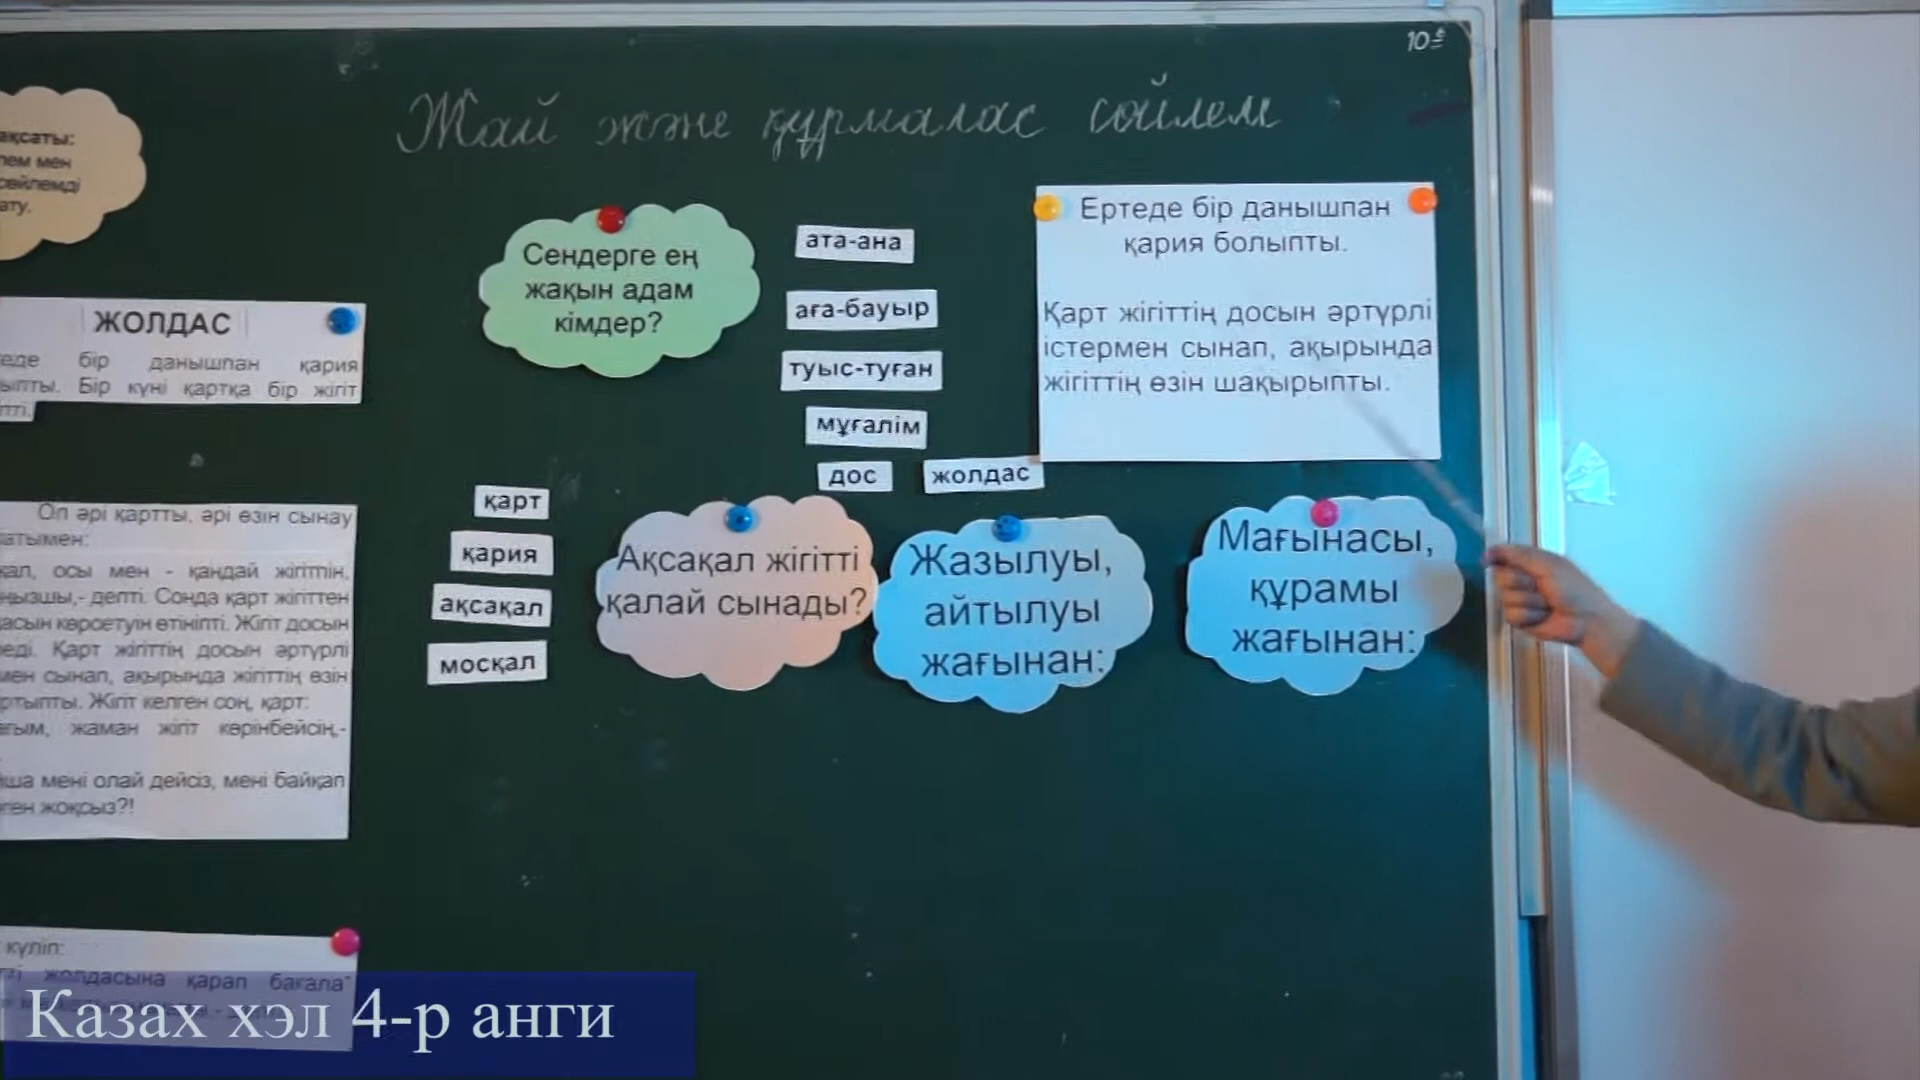 10ᵉ
Жай және құрмалас сөйлем
мен
ЖОЛДАС
бір данышпан қария
Бір күні қартқа бір жігіт
Ол әрі қартты, әрі өзін сынау
осы мен - қандай жігітпін,
депті. Сонда қарт жігіттен
көрсетуін өтініпті. Жігіт досын
Қарт жігіттің досын әртүрлі
сынап, ақырында жігіттің өзін
Жігіт келген соң, қарт:
жаман жігіт көрінбейсің,-
мені олай дейсіз, мені байқап
жоқсыз?!
күліп:
жолдасына қарап бағала"
Сендерге ең
жақын адам
кімдер?
ата-ана
аға-бауыр
туыс-туған
мұғалім
дос
жолдас
қарт
қария
ақсақал
мосқал
Ақсақал жігітті
қалай сынады?
Ертеде бір данышпан
қария болыпты.
Қарт жігіттің досын әртүрлі
істермен сынап, ақырында
жігіттің өзін шақырыпты.
Жазылуы,
айтылуы
жағынан:
Мағынасы,
құрамы
жағынан:
Казах хэл 4-р анги